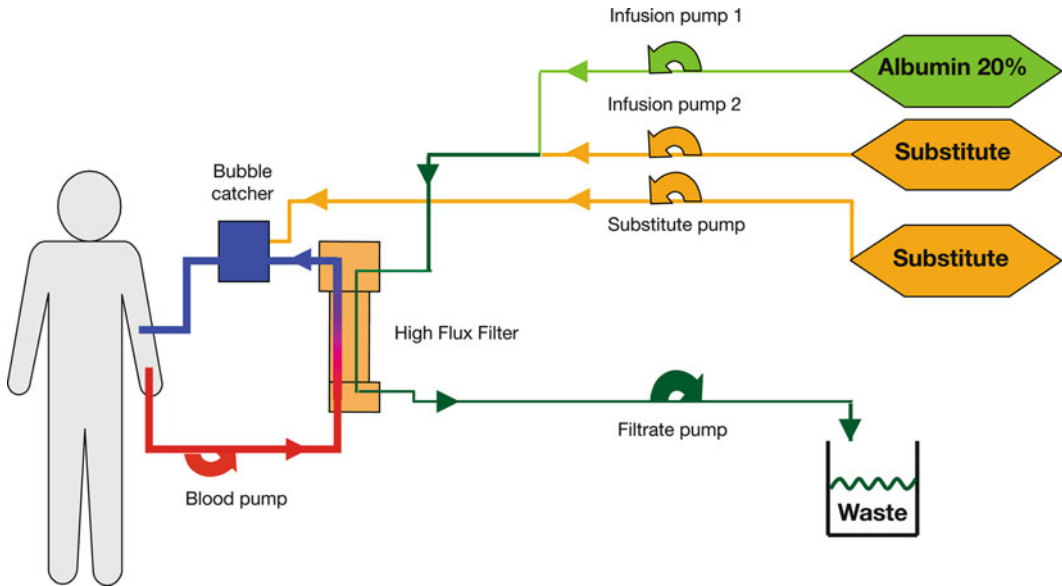 Infusion pump 1
Albumin 20%
Infusion pump 2
Substitute
Bubble
catcher
Substitute pump
Substitute
High Flux Filter
Filtrate pump
Blood pump
Waste